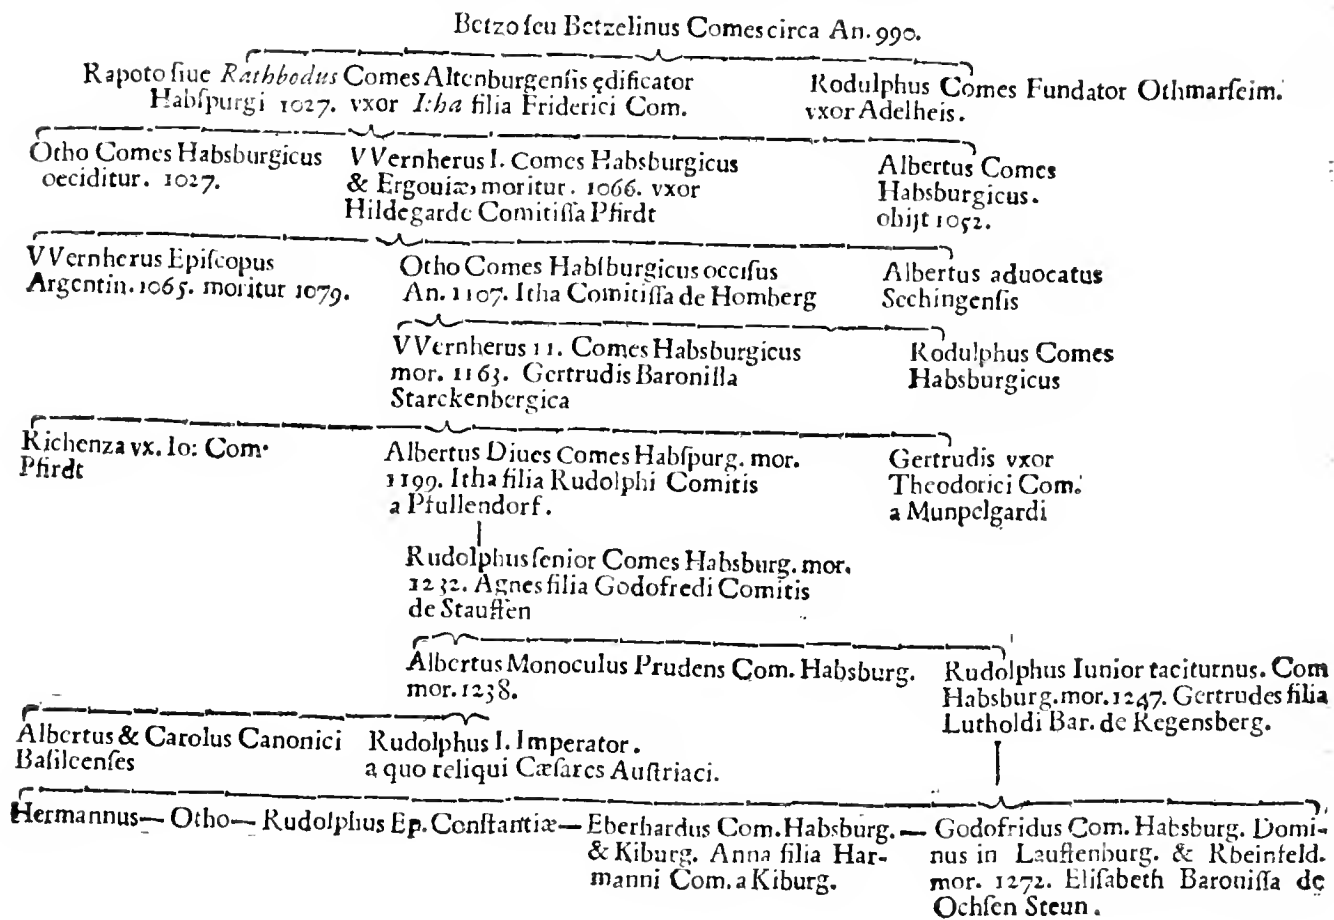 Betzo ſeu Betzelinus Comes circa An. 990.
Rapoto ſiue Rathbodus Comes Altenburgenſis ędificator
Habſpurgi 1027. vxor Itha filia Friderici Com.
Rodulphus Comes Fundator Othmarſeim.
vxor Adelheis.
Otho Comes Habsburgicus
oeciditur. 1027.
VVernherus I. Comes Habsburgicus
& Ergouiæ, moritur. 1066. vxor
Hildegarde Comitiſſa Pfirdt
Albertus Comes
Habsburgicus.
obijt 1052.
VVernherus Epiſcopus
Argentin. 1065. moritur 1079.
Otho Comes Habſburgicus occiſus
An. 1107. Itha Comitiſſa de Homberg
Albertus aduocatus
Sechingenſis
VVernherus 11. Comes Habsburgicus
mor. 1163. Gertrudis Baroniſſa
Starckenbergica
Rodulphus Comes
Habsburgicus
Richenza vx. Io: Com.
Pfirdt
Albertus Diues Comes Habſpurg. mor.
1199. Itha filia Rudolphi Comitis
a Pfullendorf.
Gertrudis vxor
Theodorici Com.
a Munpelgardi
Rudolphus ſenior Comes Habsburg. mor.
1232. Agnes filia Godofredi Comitis
de Stauffen
Albertus Monoculus Prudens Com. Habsburg.
mor. 1238.
Rudolphus Iunior taciturnus. Com
Habsburg. mor. 1247. Gertrudes filia
Lutholdi Bar. de Regensberg.
Albertus & Carolus Canonici
Baſileenſes
Rudolphus I. Imperator.
a quo reliqui Cæſares Auſtriaci.
Hermannus — Otho — Rudolphus Ep. Conſtantiæ — Eberhardus Com. Habsburg. — Godofridus Com. Habsburg. Domi-
& Kiburg. Anna filia Har- nus in Lauffenburg. & Rbeinfeld.
manni Com. a Kiburg. mor. 1272. Eliſabeth Barouiſſa de
Ochſen Steun.